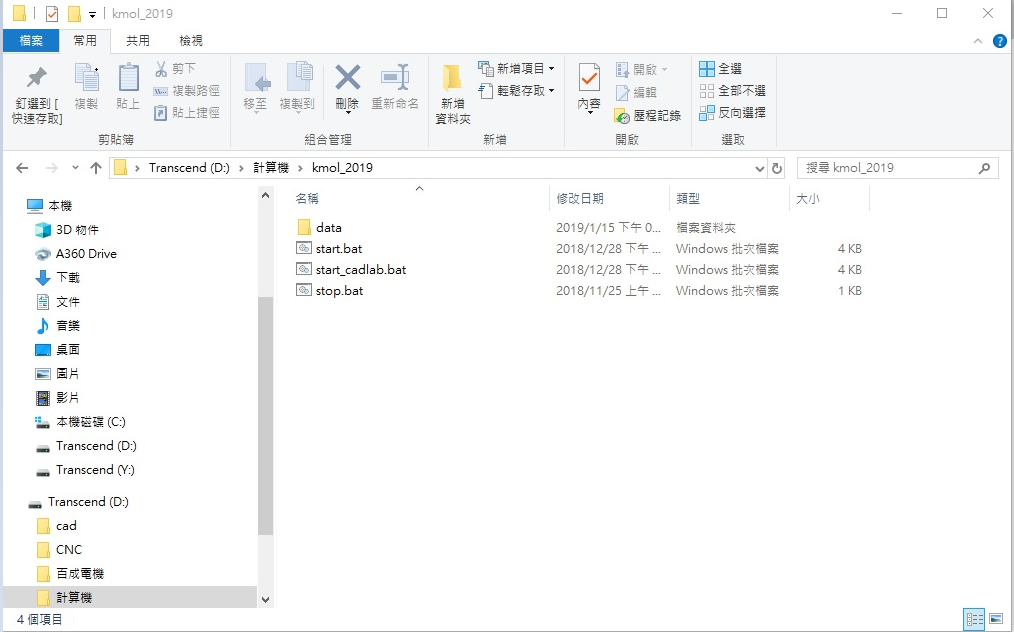 kmol_2019
檔案 常用 共用 檢視
釘選到 [快速存取]
複製
貼上
剪下
複製路徑
貼上捷徑
剪貼簿
移至
複製到
刪除
重新命名
組合管理
新增資料夾
新增項目
輕鬆存取
新增
內容
開啟
編輯
歷程記錄
開啟
全選
全部不選
反向選擇
選取
Transcend (D:) › 計算機 › kmol_2019
搜尋 kmol_2019
本機
3D 物件
A360 Drive
下載
文件
音樂
桌面
圖片
影片
本機磁碟 (C:)
Transcend (D:)
Transcend (Y:)
Transcend (D:)
cad
CNC
百成電機
計算機
名稱 修改日期 類型 大小
data 2019/1/15 下午 0... 檔案資料夾
start.bat 2018/12/28 下午 ... Windows 批次檔案 4 KB
start_cadlab.bat 2018/12/28 下午 ... Windows 批次檔案 4 KB
stop.bat 2018/11/25 上午 ... Windows 批次檔案 1 KB
4 個項目